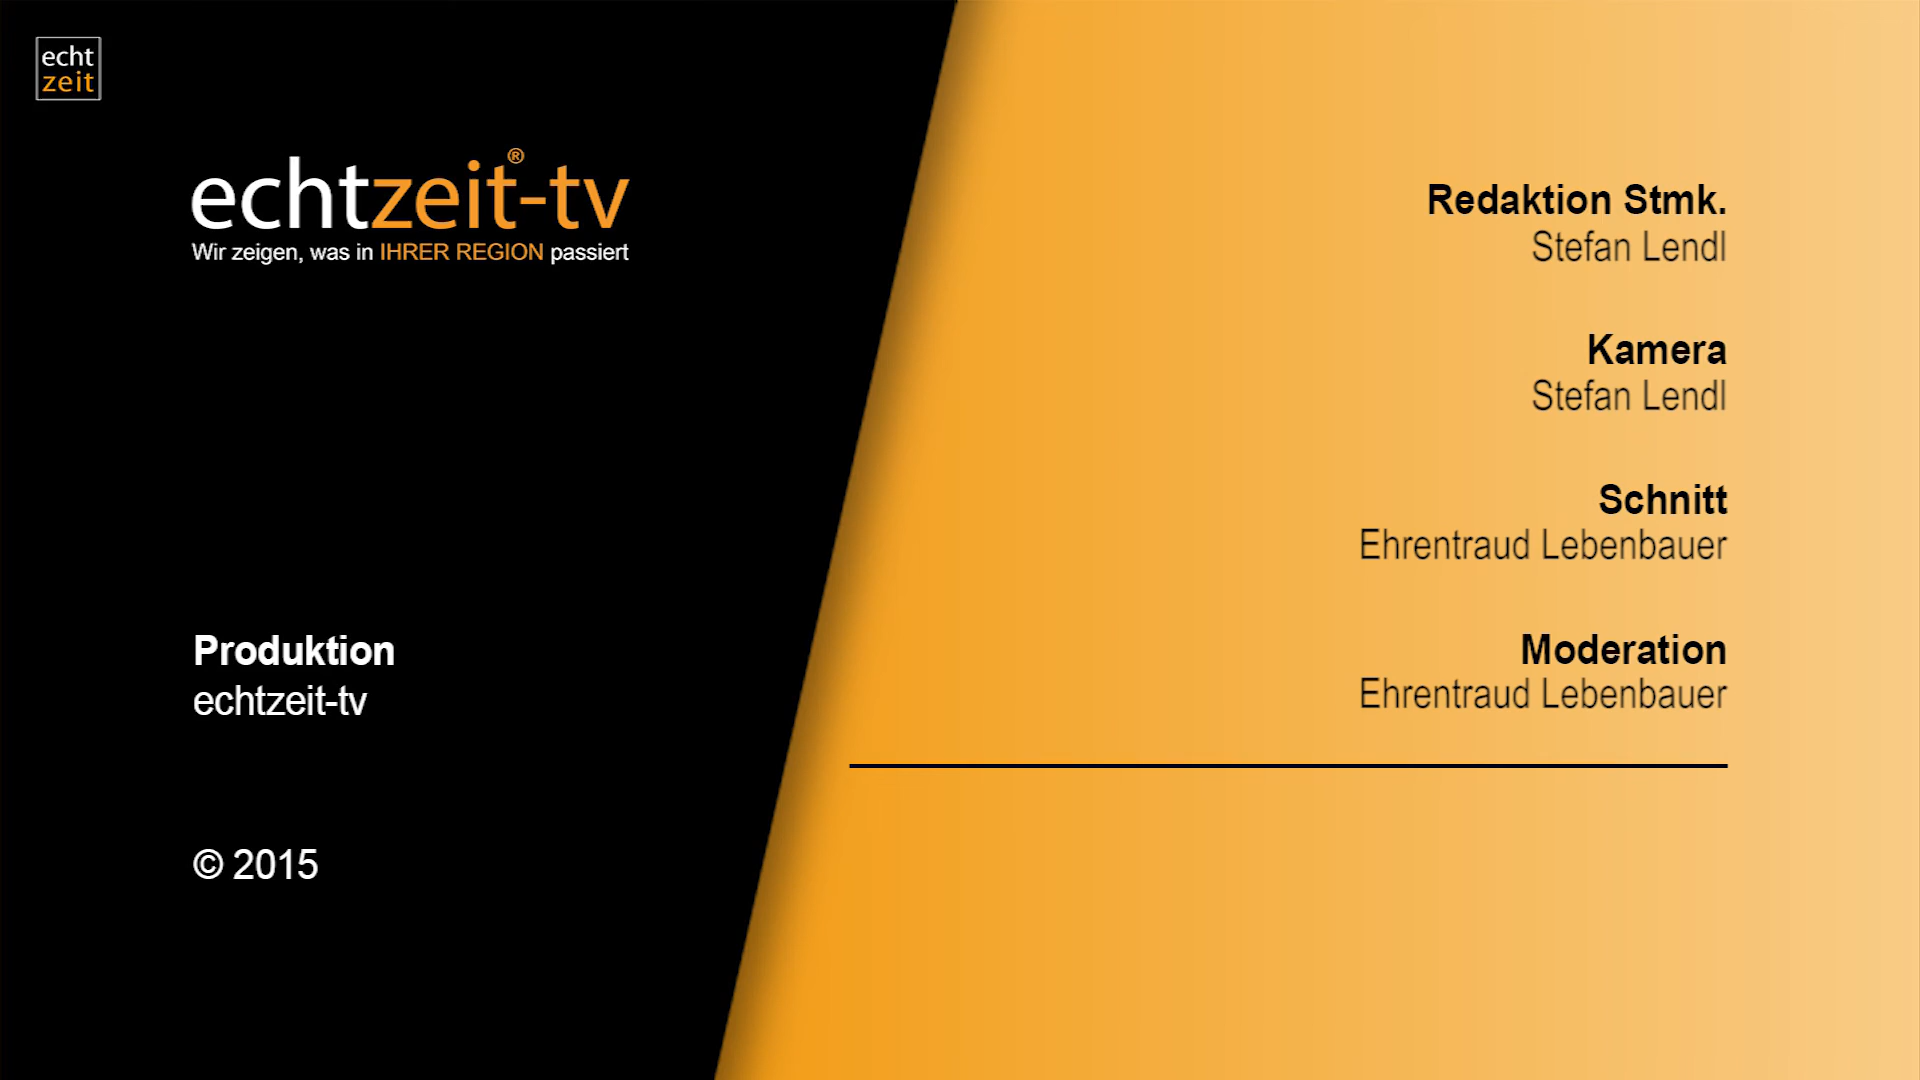 echt
zeit
echtzeit®-tv
Wir zeigen, was in IHRER REGION passiert
Produktion
echtzeit-tv
© 2015
Redaktion Stmk.
Stefan Lendl
Kamera
Stefan Lendl
Schnitt
Ehrentraud Lebenbauer
Moderation
Ehrentraud Lebenbauer